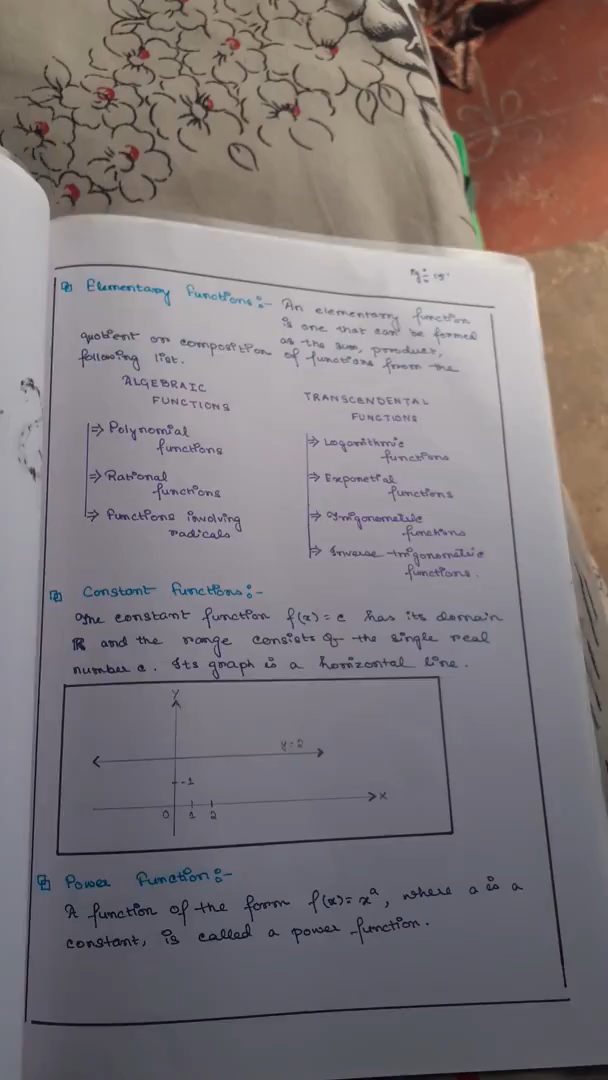 Elementary Functions:- An elementary function
is one that can be formed
as the sum, product,
quotient or composition of functions from the
following list.
ALGEBRAIC
FUNCTIONS
⇒ Polynomial
functions
⇒ Rational
functions
⇒ Functions involving
radicals
TRANSCENDENTAL
FUNCTIONS
⇒ Logarithmic
functions
⇒ Exponetial
functions
⇒ Trigonometric
functions
⇒ Inverse trigonometric
functions.
Constant Functions:-
The constant function f(x) = c has its domain
R and the range consists of the single real
number c. Its graph is a horizontal line.
Y
y=2
-1
X
0 1 2
Power Function:-
A function of the form f(x) = xᵃ, where a is a
constant, is called a power function.